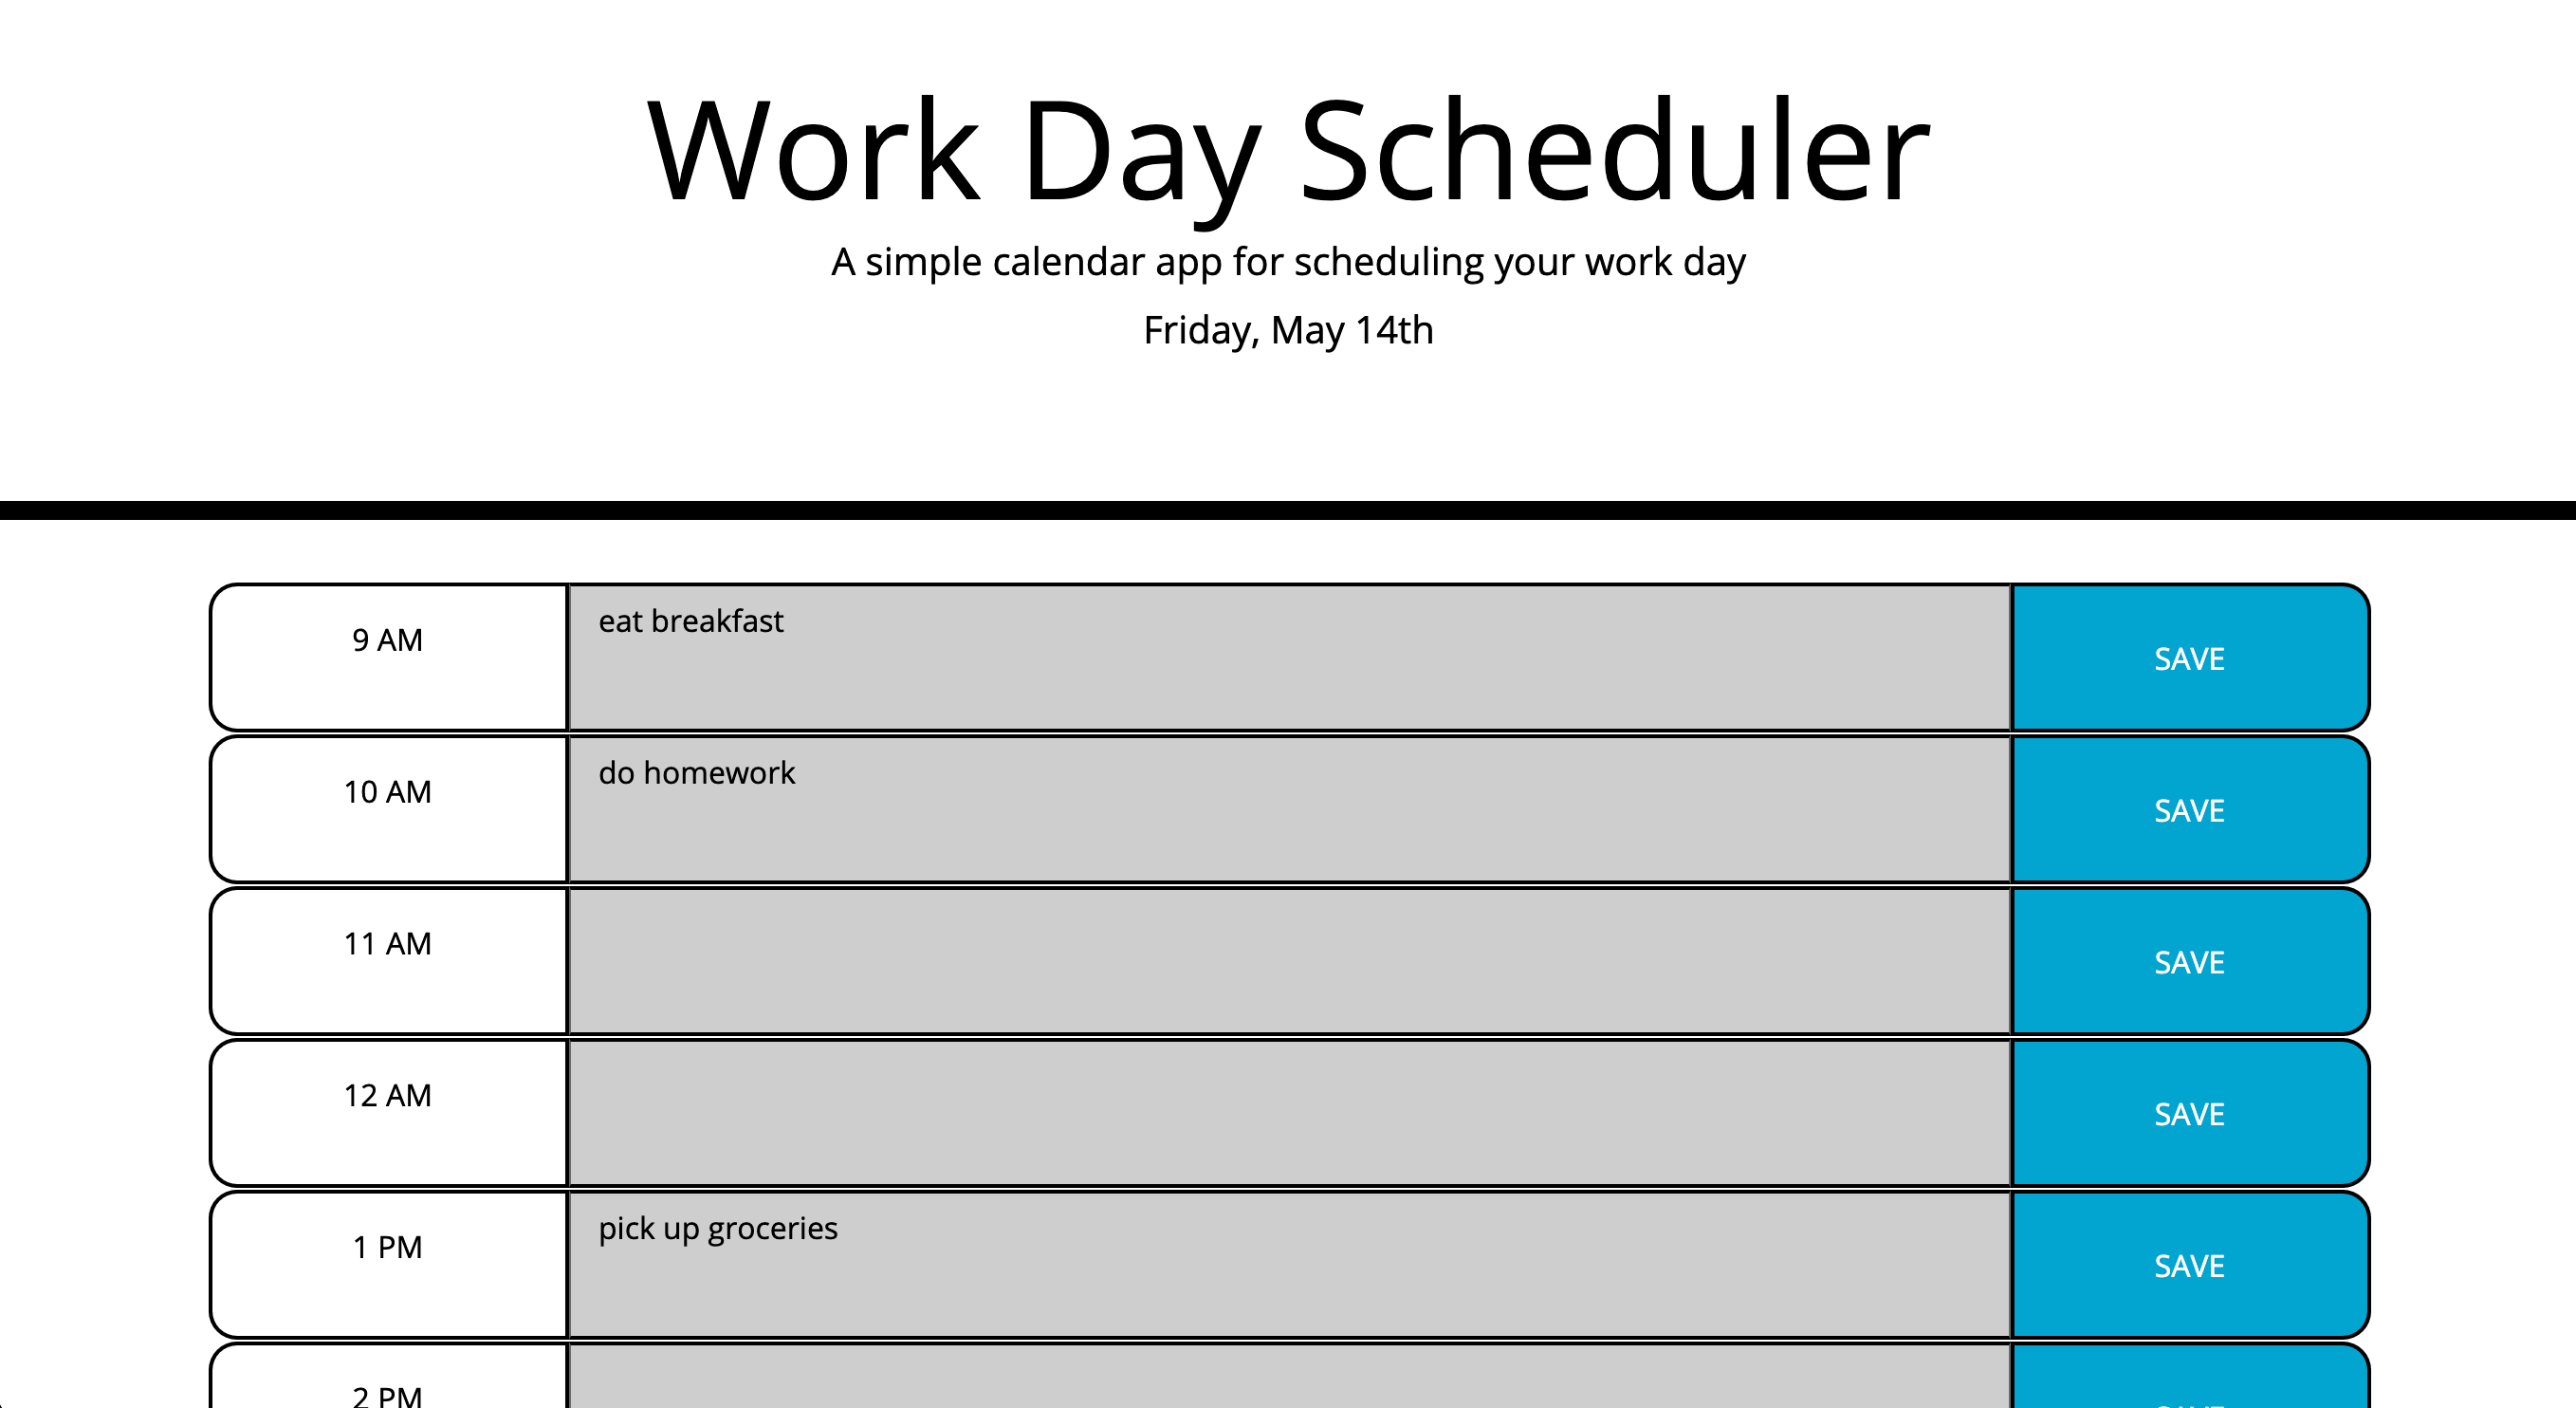 Work Day Scheduler
A simple calendar app for scheduling your work day
Friday, May 14th
9 AM
eat breakfast
SAVE
10 AM
do homework
SAVE
11 AM
SAVE
12 AM
SAVE
1 PM
pick up groceries
SAVE
2 PM